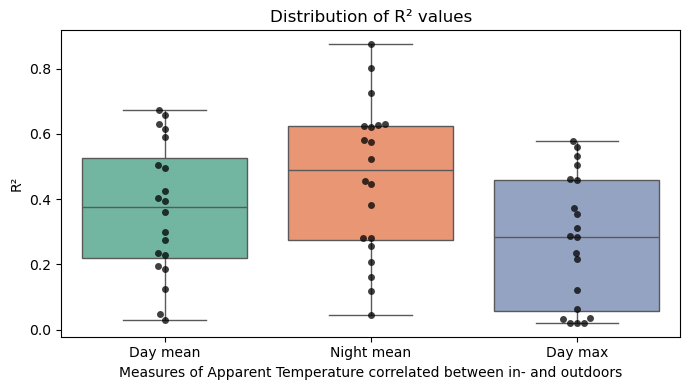 Distribution of R² values
R²
0.8
0.6
0.4
0.2
0.0
Day mean
Night mean
Day max
Measures of Apparent Temperature correlated between in- and outdoors